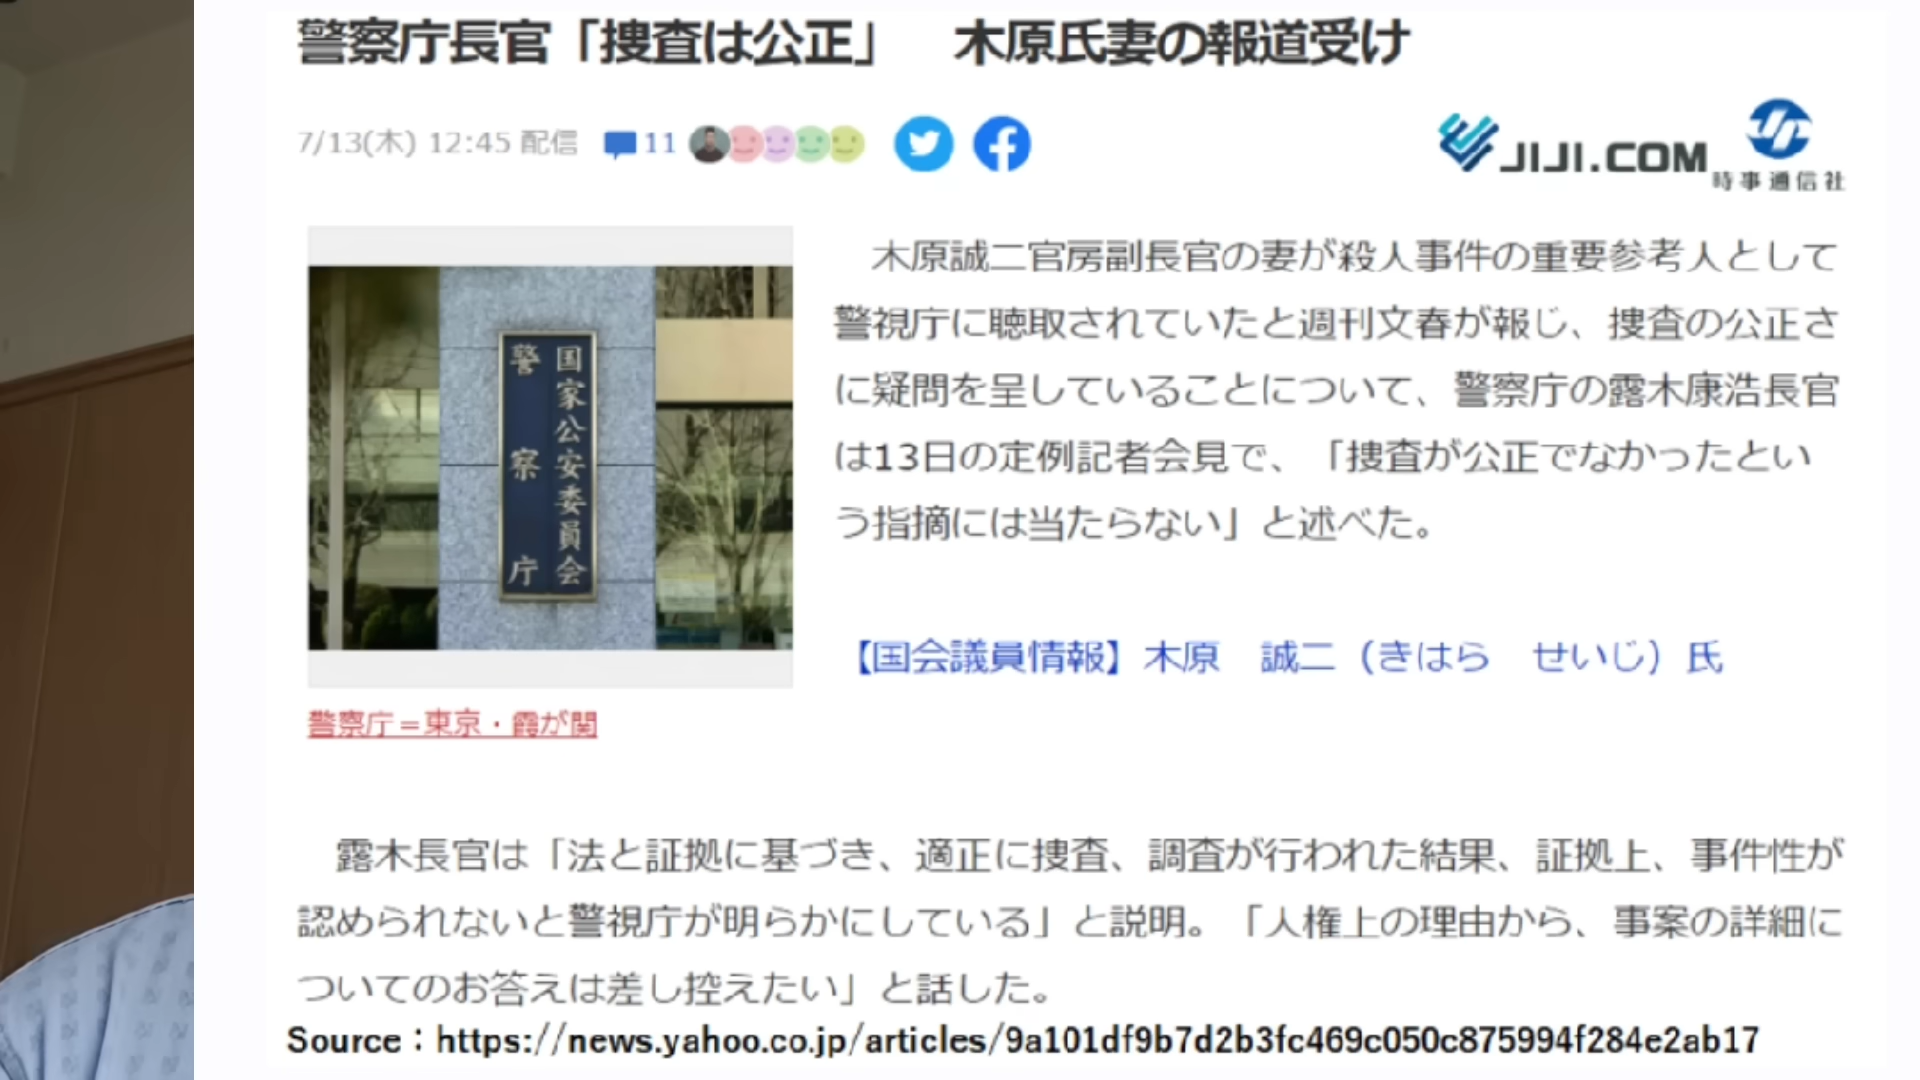 警察庁長官「捜査は公正」　木原氏妻の報道受け
7/13(木) 12:45 配信 11
JIJI.COM
時事通信社
国家公安委員会
警察庁
木原誠二官房副長官の妻が殺人事件の重要参考人として
警視庁に聴取されていたと週刊文春が報じ、捜査の公正さ
に疑問を呈していることについて、警察庁の露木康浩長官
は13日の定例記者会見で、「捜査が公正でなかったとい
う指摘には当たらない」と述べた。
【国会議員情報】木原　誠二（きはら　せいじ）氏
警察庁＝東京・霞が関
露木長官は「法と証拠に基づき、適正に捜査、調査が行われた結果、証拠上、事件性が
認められないと警視庁が明らかにしている」と説明。「人権上の理由から、事案の詳細に
ついてのお答えは差し控えたい」と話した。
Source：https://news.yahoo.co.jp/articles/9a101df9b7d2b3fc469c050c875994f284e2ab17